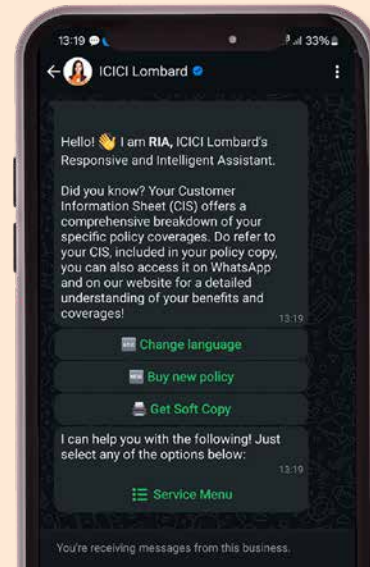 13:19 33%
ICICI Lombard
Hello! 👋 I am RIA, ICICI Lombard's
Responsive and Intelligent Assistant.
Did you know? Your Customer
Information Sheet (CIS) offers a
comprehensive breakdown of your
specific policy coverages. Do refer to
your CIS, included in your policy copy,
you can also access it on WhatsApp
and on our website for a detailed
understanding of your benefits and
coverages!
13:19
Change language
Buy new policy
Get Soft Copy
I can help you with the following! Just
select any of the options below:
13:19
Service Menu
You're receiving messages from this business.